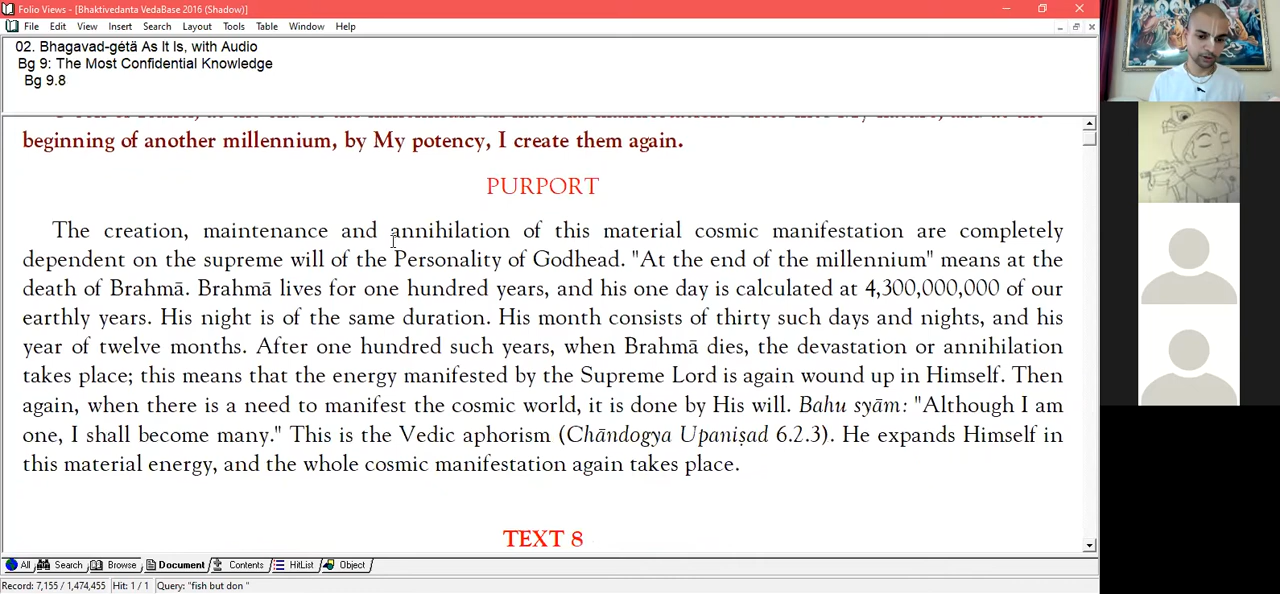 Folio Views - [Bhaktivedanta VedaBase 2016 (Shadow)]
File Edit View Insert Search Layout Tools Table Window Help
02. Bhagavad-gétä As It Is, with Audio
Bg 9: The Most Confidential Knowledge
Bg 9.8
beginning of another millennium, by My potency, I create them again.
PURPORT
The creation, maintenance and annihilation of this material cosmic manifestation are completely
dependent on the supreme will of the Personality of Godhead. "At the end of the millennium" means at the
death of Brahmā. Brahmā lives for one hundred years, and his one day is calculated at 4,300,000,000 of our
earthly years. His night is of the same duration. His month consists of thirty such days and nights, and his
year of twelve months. After one hundred such years, when Brahmā dies, the devastation or annihilation
takes place; this means that the energy manifested by the Supreme Lord is again wound up in Himself. Then
again, when there is a need to manifest the cosmic world, it is done by His will. Bahu syām: "Although I am
one, I shall become many." This is the Vedic aphorism (Chāndogya Upaniṣad 6.2.3). He expands Himself in
this material energy, and the whole cosmic manifestation again takes place.
TEXT 8
All Search Browse Document Contents HitList Object
Record: 7,155 / 1,474,455 Hit: 1 / 1 Query: "fish but don "